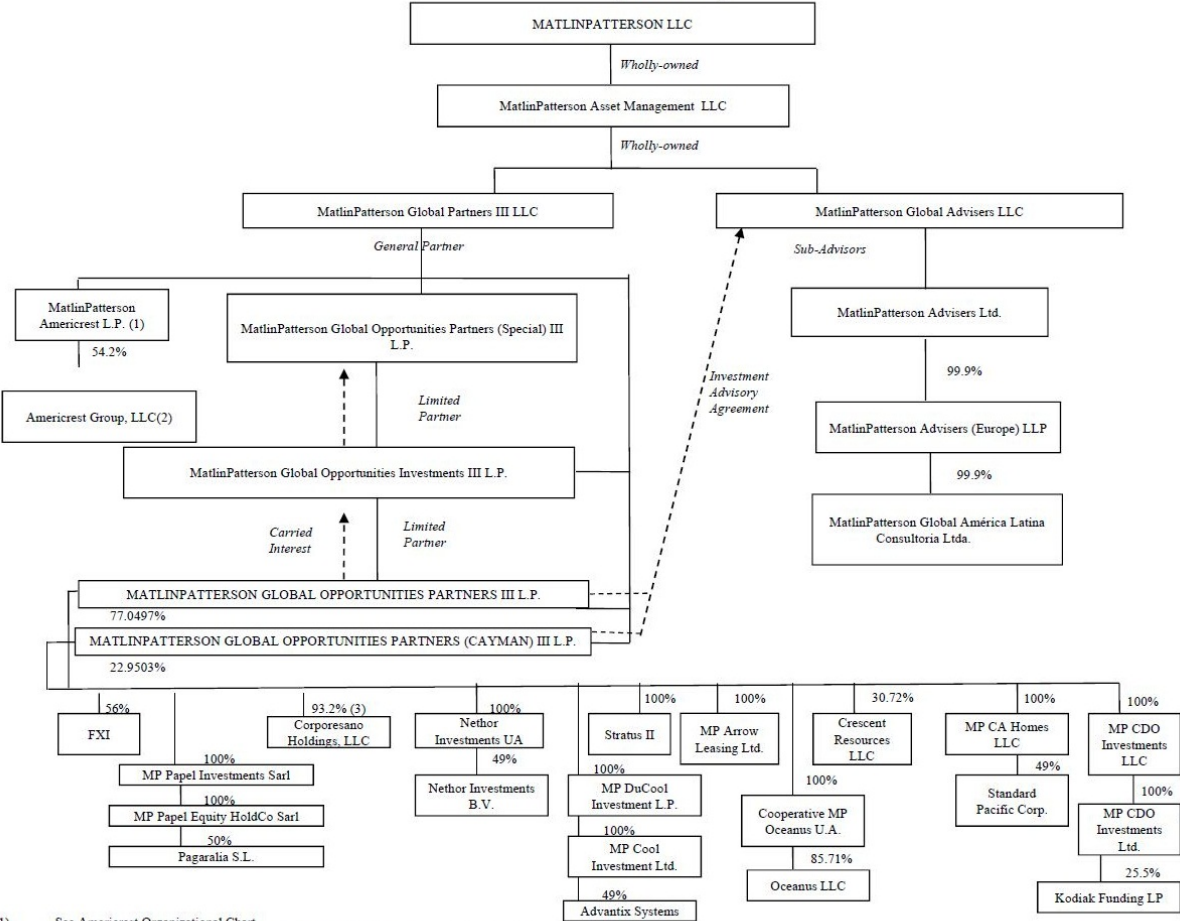 MATLINPATTERSON LLC
Wholly-owned
MatlinPatterson Asset Management LLC
Wholly-owned
MatlinPatterson Global Partners III LLC
MatlinPatterson Global Advisers LLC
General Partner
Sub-Advisors
MatlinPatterson
Americrest L.P. (1)
54.2%
Americrest Group, LLC(2)
MatlinPatterson Global Opportunities Partners (Special) III
L.P.
MatlinPatterson Advisers Ltd.
99.9%
Investment
Advisory
Agreement
Limited
Partner
MatlinPatterson Advisers (Europe) LLP
99.9%
MatlinPatterson Global Opportunities Investments III L.P.
MatlinPatterson Global América Latina
Consultoria Ltda.
Carried
Interest
Limited
Partner
MATLINPATTERSON GLOBAL OPPORTUNITIES PARTNERS III L.P.
77.0497%
MATLINPATTERSON GLOBAL OPPORTUNITIES PARTNERS (CAYMAN) III L.P.
22.9503%
56%
FXI
100%
MP Papel Investments Sarl
100%
MP Papel Equity HoldCo Sarl
50%
Pagaralia S.L.
93.2% (3)
Corporesano
Holdings, LLC
100%
Nethor
Investments UA
49%
Nethor Investments
B.V.
100%
Stratus II
100%
MP DuCool
Investment L.P.
100%
MP Cool
Investment Ltd.
49%
Advantix Systems
100%
MP Arrow
Leasing Ltd.
100%
Cooperative MP
Oceanus U.A.
85.71%
Oceanus LLC
30.72%
Crescent
Resources
LLC
100%
MP CA Homes
LLC
49%
Standard
Pacific Corp.
100%
MP CDO
Investments
LLC
100%
MP CDO
Investments
Ltd.
25.5%
Kodiak Funding LP